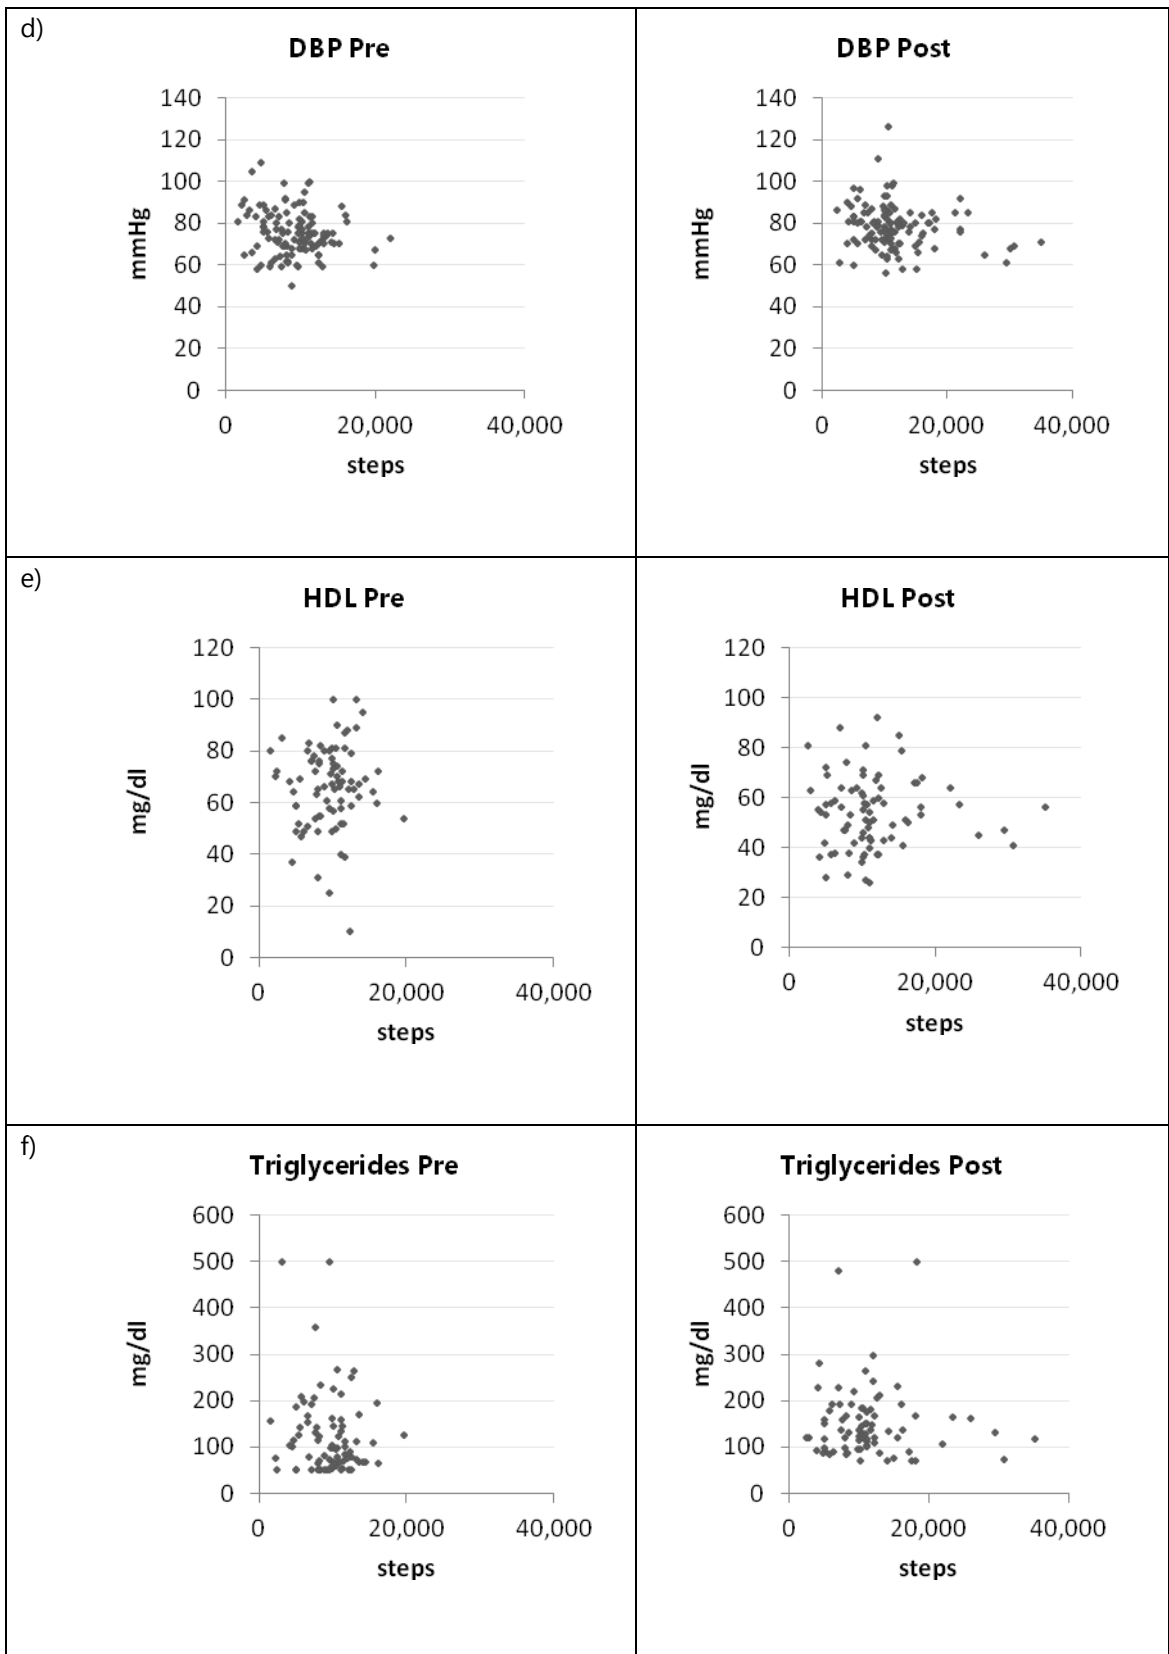 d)
DBP Pre
140
120
100
80
60
40
20
0
mmHg
0 20,000 40,000
steps
DBP Post
140
120
100
80
60
40
20
0
mmHg
0 20,000 40,000
steps
e)
HDL Pre
120
100
80
60
40
20
0
mg/dl
0 20,000 40,000
steps
HDL Post
120
100
80
60
40
20
0
mg/dl
0 20,000 40,000
steps
f)
Triglycerides Pre
600
500
400
300
200
100
0
mg/dl
0 20,000 40,000
steps
Triglycerides Post
600
500
400
300
200
100
0
mg/dl
0 20,000 40,000
steps